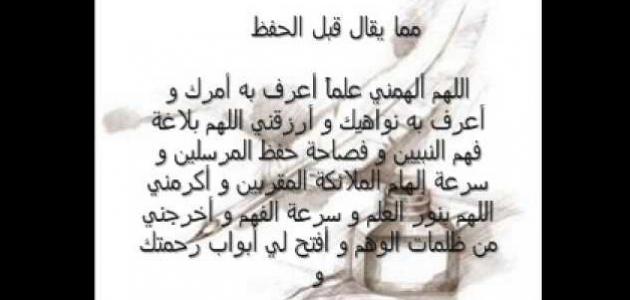 مما يقال قبل الحفظ
اللهم ألهمني علماً أعرف به أمرك و
أعرف به نواهيك و أرزقني اللهم بلاغة
فهم النبيين و فصاحة حفظ المرسلين و
سرعة إلهام الملائكة المقربين و أكرمني
اللهم بنور العلم و سرعة الفهم و أخرجني
من ظلمات الوهم و أفتح لي أبواب رحمتك
و